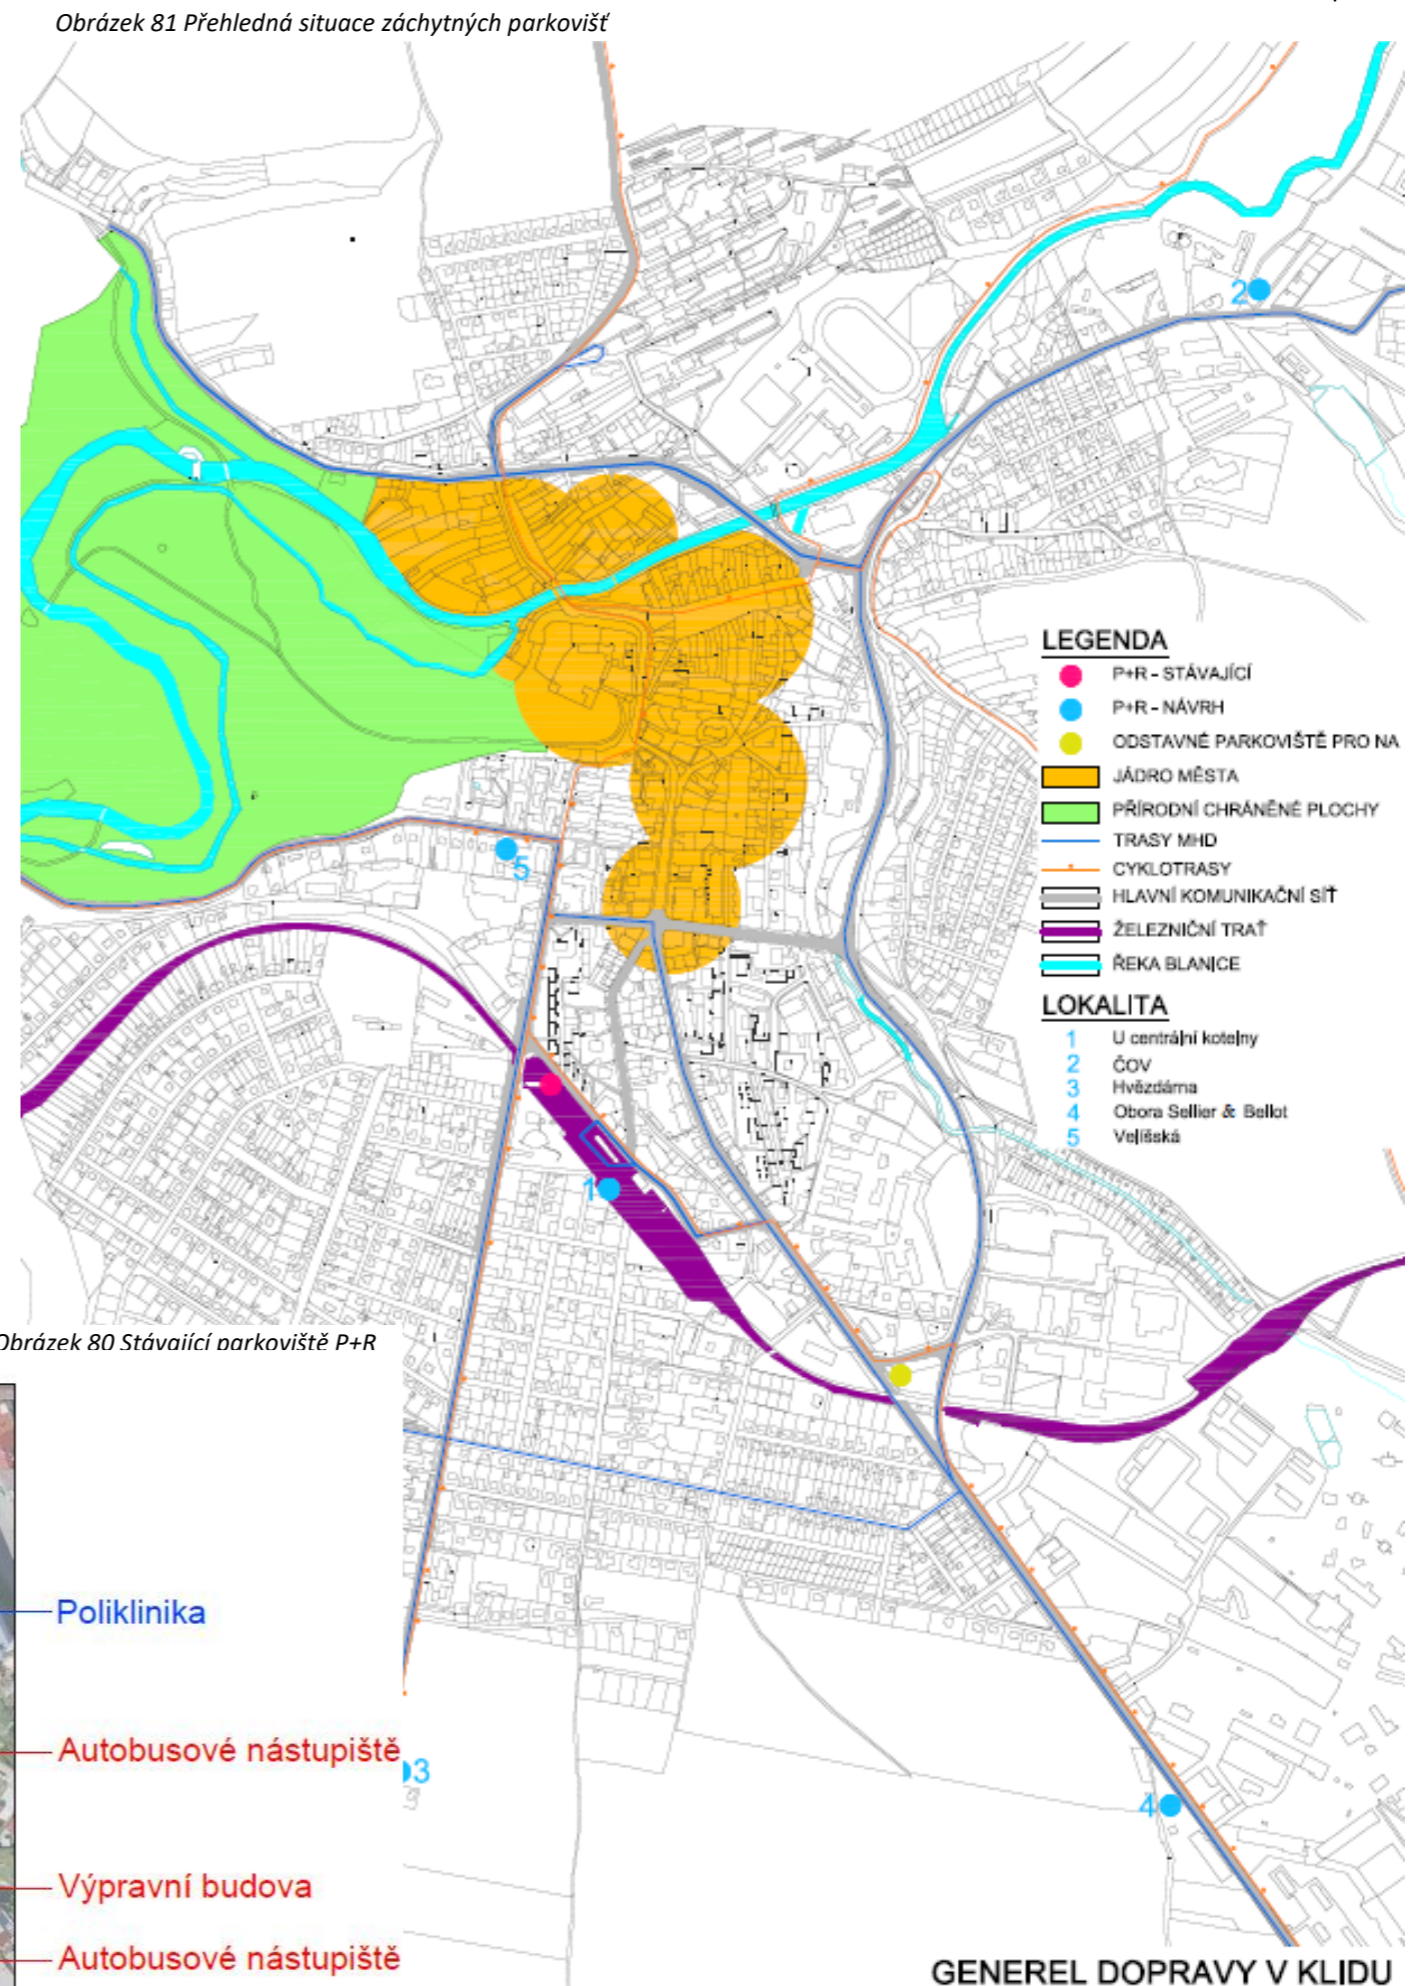 Obrázek 81 Přehledná situace záchytných parkovišť
2
5
1
3
4
LEGENDA
P+R - STÁVAJÍCÍ
P+R - NÁVRH
ODSTAVNÉ PARKOVIŠTĚ PRO NA
JÁDRO MĚSTA
PŘÍRODNÍ CHRÁNĚNÉ PLOCHY
TRASY MHD
CYKLOTRASY
HLAVNÍ KOMUNIKAČNÍ SÍŤ
ŽELEZNIČNÍ TRAŤ
ŘEKA BLANICE
LOKALITA
1 U centrální kotelny
2 ČOV
3 Hvězdárna
4 Obora Sellier & Bellot
5 Velíšská
Obrázek 80 Stávající parkoviště P+R
Poliklinika
Autobusové nástupiště
Výpravní budova
Autobusové nástupiště
GENEREL DOPRAVY V KLIDU